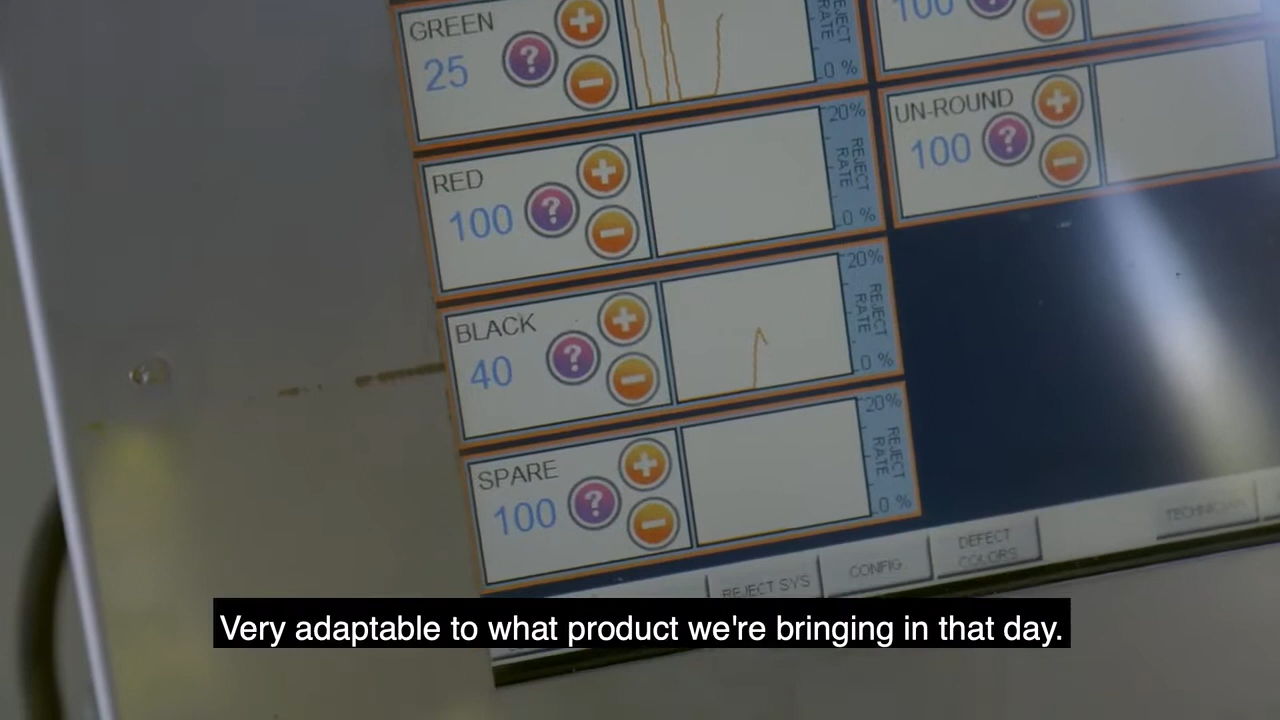 GREEN
25
REJECT
RATE
0 %
100
RED
100
20%
REJECT
RATE
0 %
UN-ROUND
100
BLACK
40
20%
REJECT
RATE
0 %
SPARE
100
20%
REJECT
RATE
0 %
REJECT SYS
CONFIG
DEFECT
COLORS
TECHNICIAN
Very adaptable to what product we're bringing in that day.